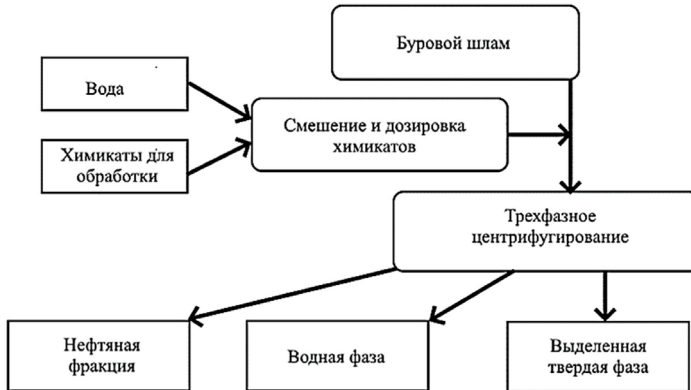 Буровой шлам
Вода
Смешение и дозировка
химикатов
Химикаты для
обработки
Трехфазное
центрифугирование
Нефтяная
фракция
Водная фаза
Выделенная
твердая фаза